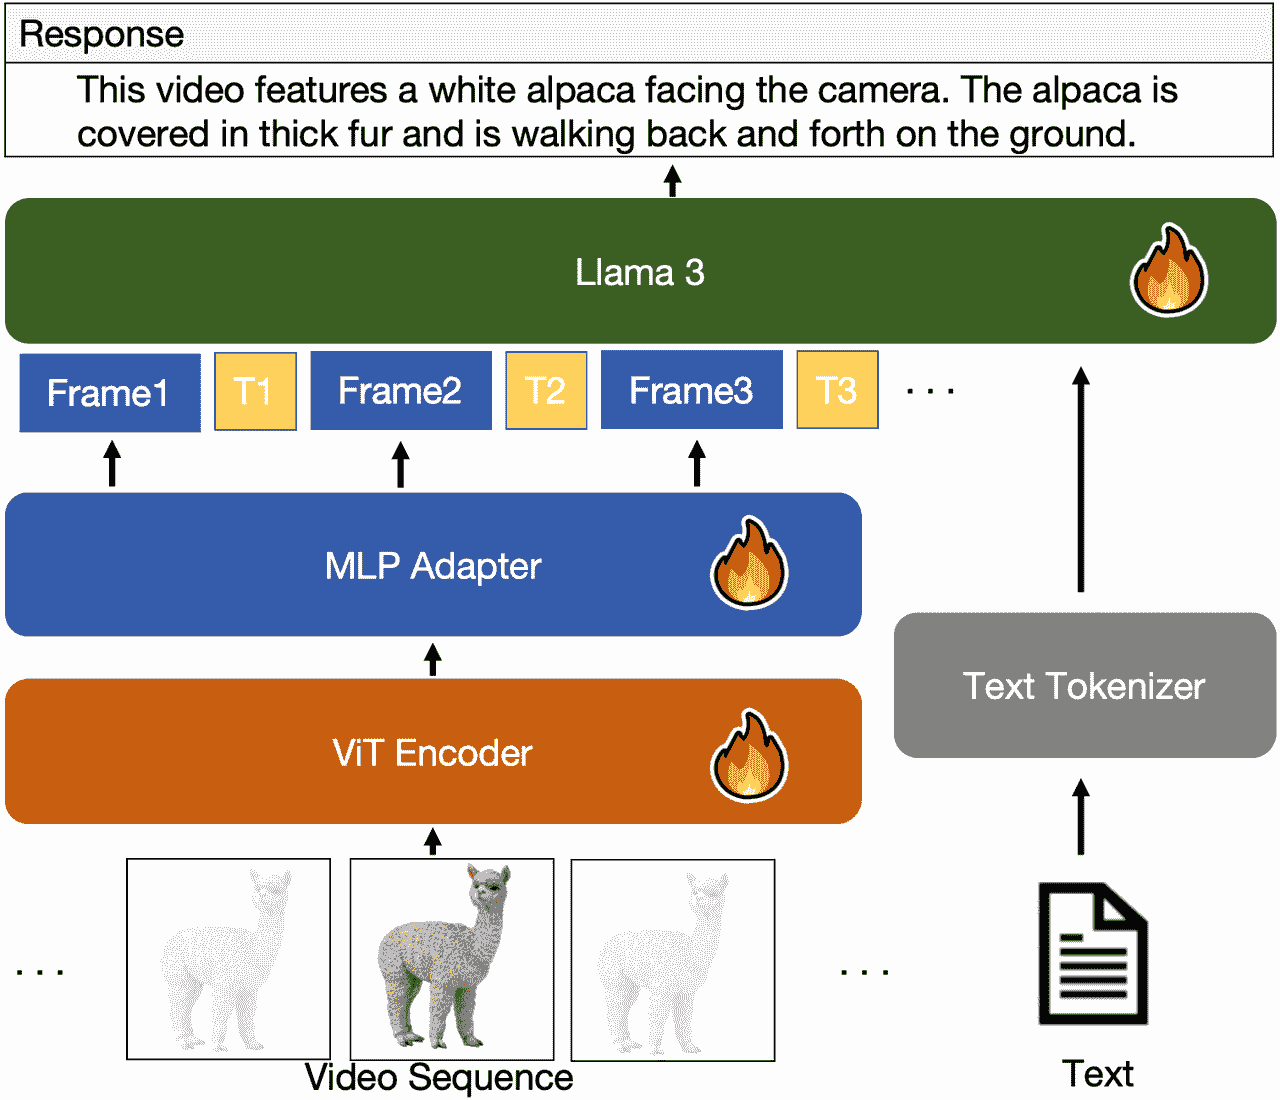 Response
This video features a white alpaca facing the camera. The alpaca is
covered in thick fur and is walking back and forth on the ground.
Llama 3
Frame1 T1 Frame2 T2 Frame3 T3 . . .
MLP Adapter
Text Tokenizer
ViT Encoder
. . . . . .
Video Sequence
Text